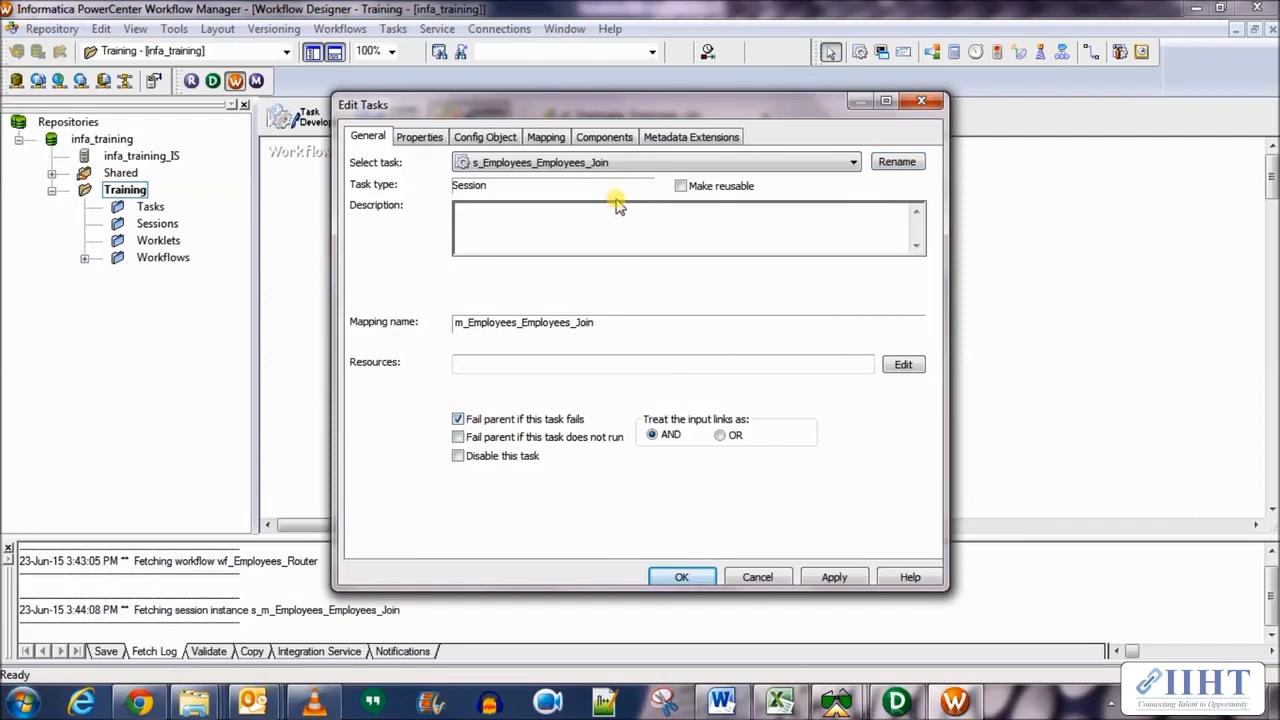 Informatica PowerCenter Workflow Manager - [Workflow Designer - Training - [infa_training]]
Repository Edit View Tools Layout Versioning Workflows Tasks Service Connections Window Help
Training - [infa_training]
100%
R D W M
Repositories
infa_training
infa_training_IS
Shared
Training
Tasks
Sessions
Worklets
Workflows
Task
Develop
Workflo
Edit Tasks
General Properties Config Object Mapping Components Metadata Extensions
Select task: s_Employees_Employees_Join Rename
Task type: Session Make reusable
Description:
Mapping name: m_Employees_Employees_Join
Resources: Edit
Fail parent if this task fails Treat the input links as:
Fail parent if this task does not run AND OR
Disable this task
OK Cancel Apply Help
23-Jun-15 3:43:05 PM ** Fetching workflow wf_Employees_Router
23-Jun-15 3:44:08 PM ** Fetching session instance s_m_Employees_Employees_Join
Save Fetch Log Validate Copy Integration Service Notifications
Ready
IIHT
Connecting Talent to Opportunity